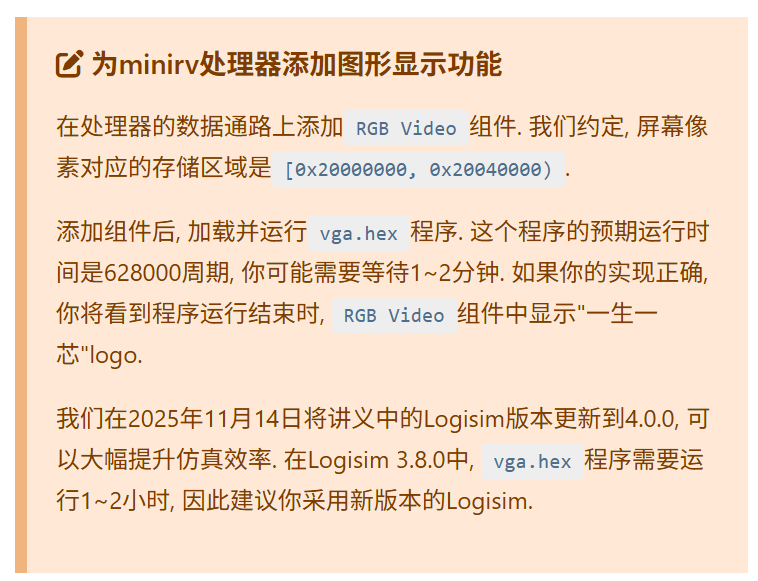 为minirv处理器添加图形显示功能
在处理器的数据通路上添加 RGB Video 组件. 我们约定, 屏幕像
素对应的存储区域是 [0x20000000, 0x20040000) .
添加组件后, 加载并运行 vga.hex 程序. 这个程序的预期运行时
间是628000周期, 你可能需要等待1~2分钟. 如果你的实现正确,
你将看到程序运行结束时, RGB Video 组件中显示"一生一
芯"logo.
我们在2025年11月14日将讲义中的Logisim版本更新到4.0.0, 可
以大幅提升仿真效率. 在Logisim 3.8.0中, vga.hex 程序需要运
行1~2小时, 因此建议你采用新版本的Logisim.